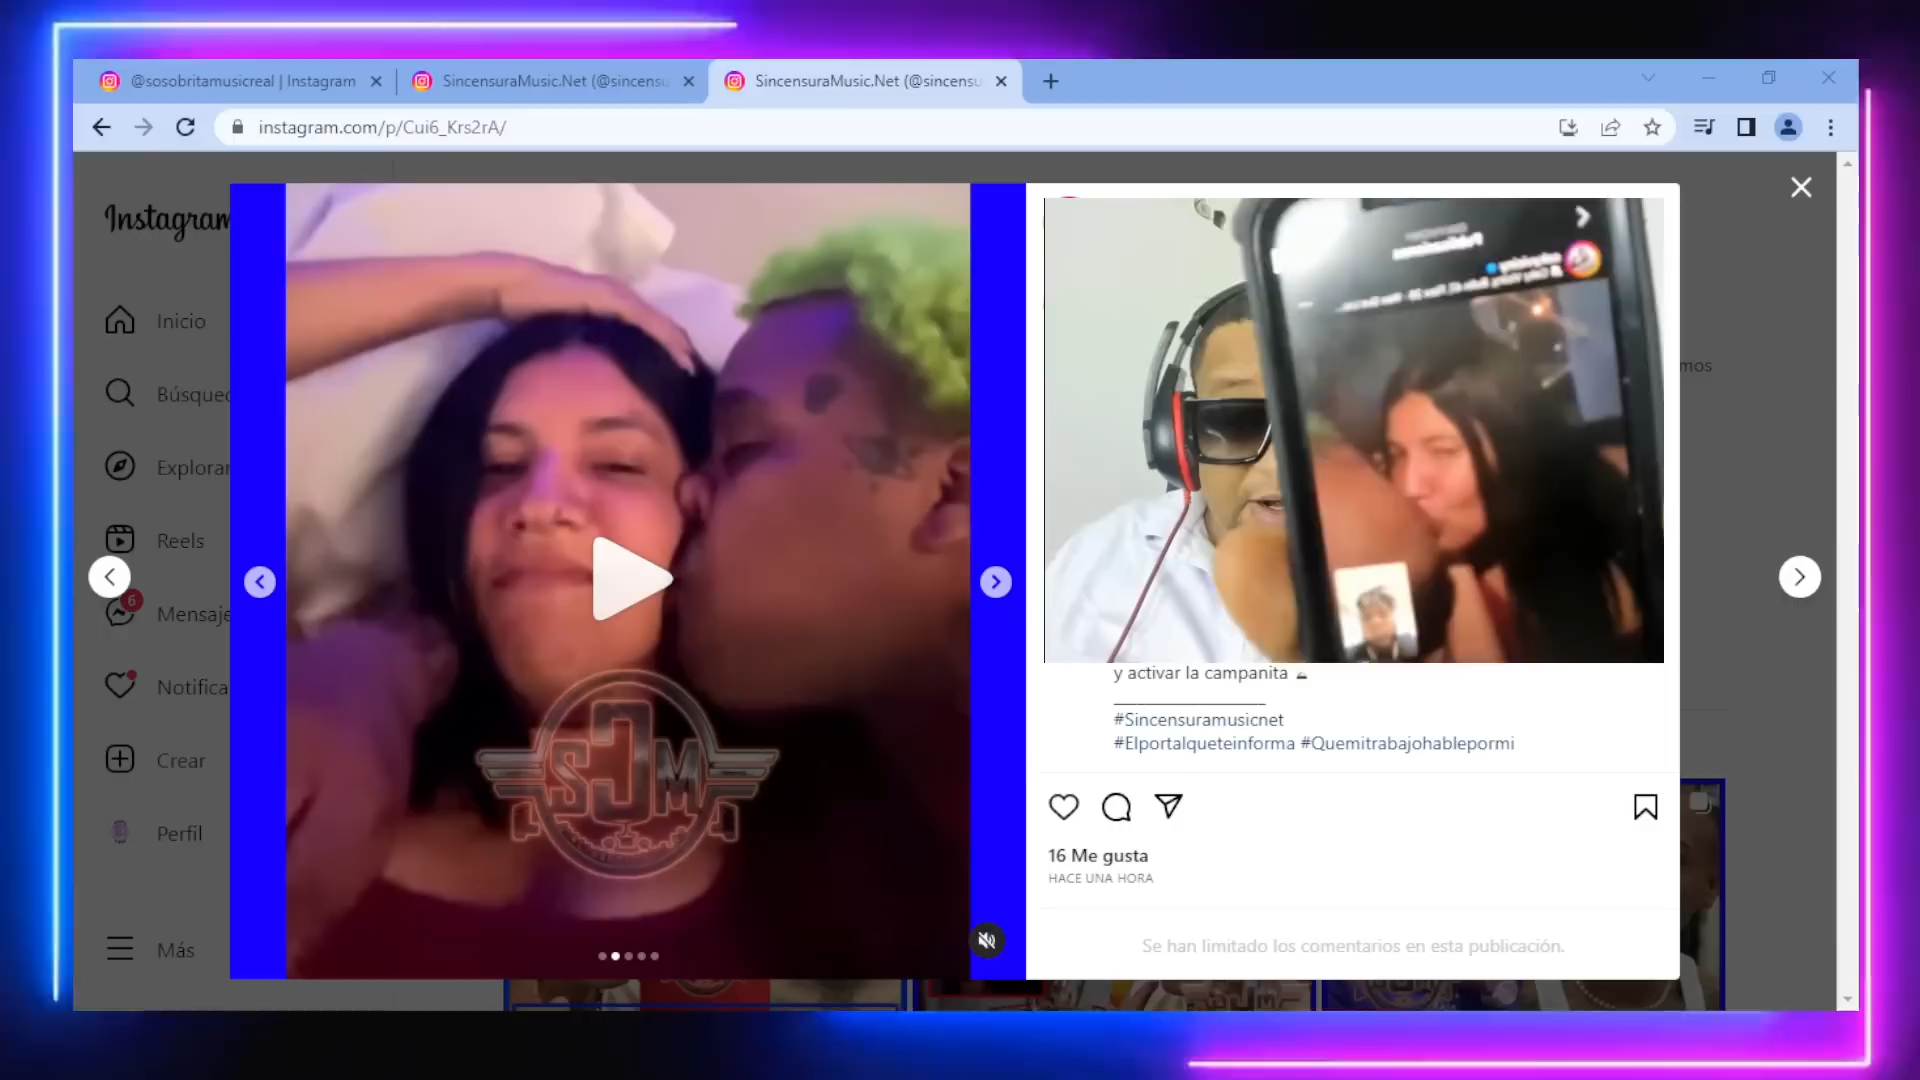 @sosobritamusicreal | Instagram
SincensuraMusic.Net (@sincensu
SincensuraMusic.Net (@sincensu
instagram.com/p/Cui6_Krs2rA/
Instagram
Inicio
Búsqued
Explorar
Reels
6
Mensaje
Notifica
Crear
Perfil
Más
mos
SCM
y activar la campanita
#Sincensuramusicnet
#Elportalqueteinforma #Quemitrabajohablepormi
16 Me gusta
HACE UNA HORA
Se han limitado los comentarios en esta publicación.